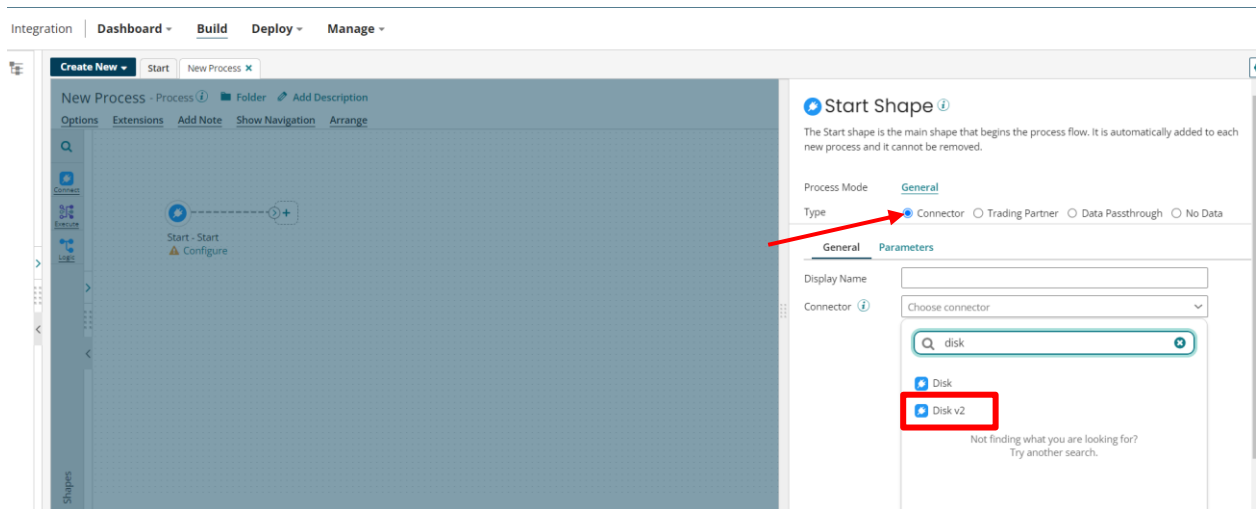 Integration Dashboard Build Deploy Manage
Create New Start New Process
New Process - Process Folder Add Description
Options Extensions Add Note Show Navigation Arrange
Connect
Execute
Logic
Start - Start
Configure
Shapes
Start Shape
The Start shape is the main shape that begins the process flow. It is automatically added to each
new process and it cannot be removed.
Process Mode General
Type Connector Trading Partner Data Passthrough No Data
General Parameters
Display Name
Connector Choose connector
disk
Disk
Disk v2
Not finding what you are looking for?
Try another search.